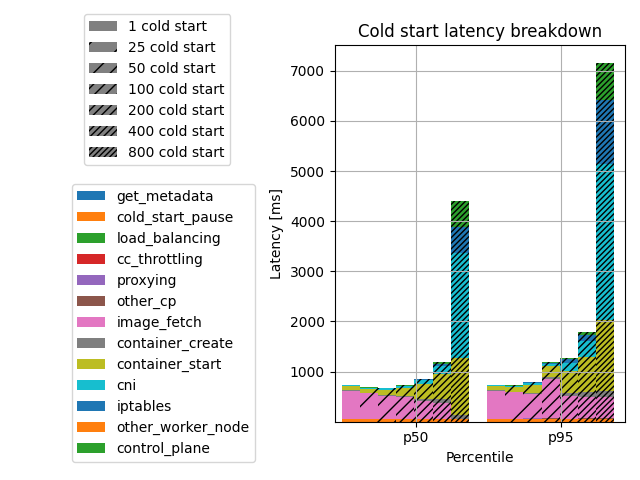 1 cold start
25 cold start
50 cold start
100 cold start
200 cold start
400 cold start
800 cold start
get_metadata
cold_start_pause
load_balancing
cc_throttling
proxying
other_cp
image_fetch
container_create
container_start
cni
iptables
other_worker_node
control_plane
Cold start latency breakdown
Latency [ms]
7000
6000
5000
4000
3000
2000
1000
p50
p95
Percentile